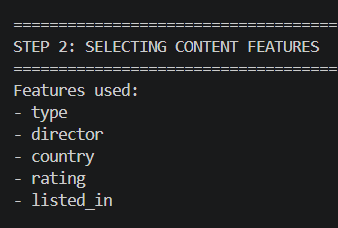 ====================================
STEP 2: SELECTING CONTENT FEATURES
====================================
Features used:
- type
- director
- country
- rating
- listed_in